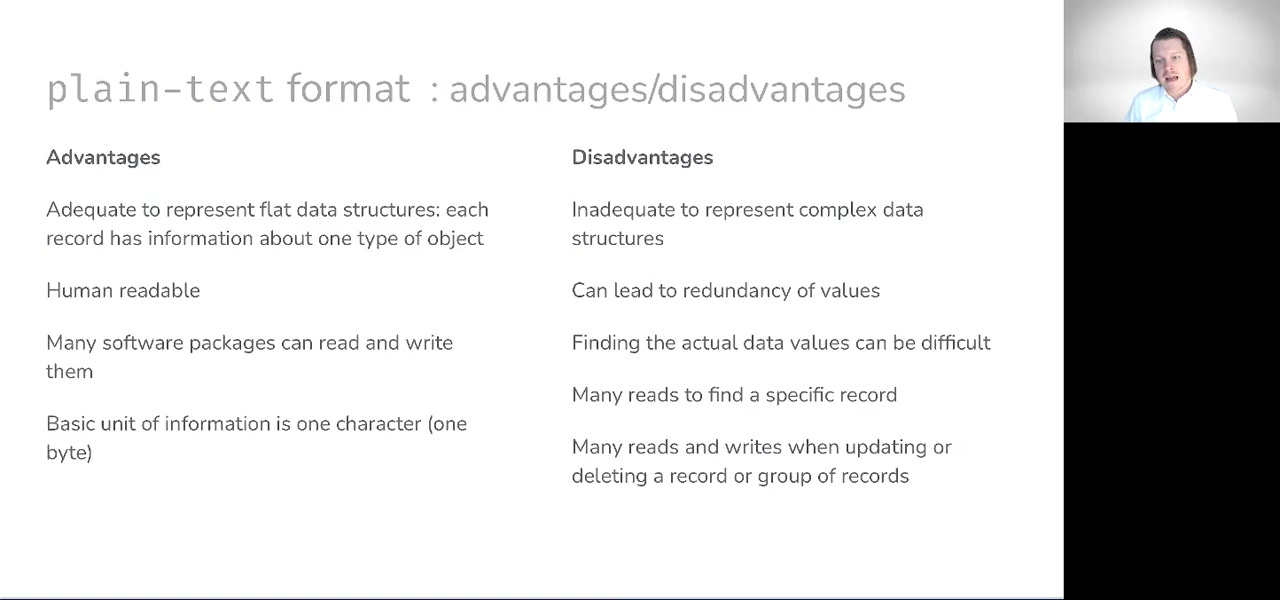 plain-text format : advantages/disadvantages
Advantages
Adequate to represent flat data structures: each
record has information about one type of object
Human readable
Many software packages can read and write
them
Basic unit of information is one character (one
byte)
Disadvantages
Inadequate to represent complex data
structures
Can lead to redundancy of values
Finding the actual data values can be difficult
Many reads to find a specific record
Many reads and writes when updating or
deleting a record or group of records